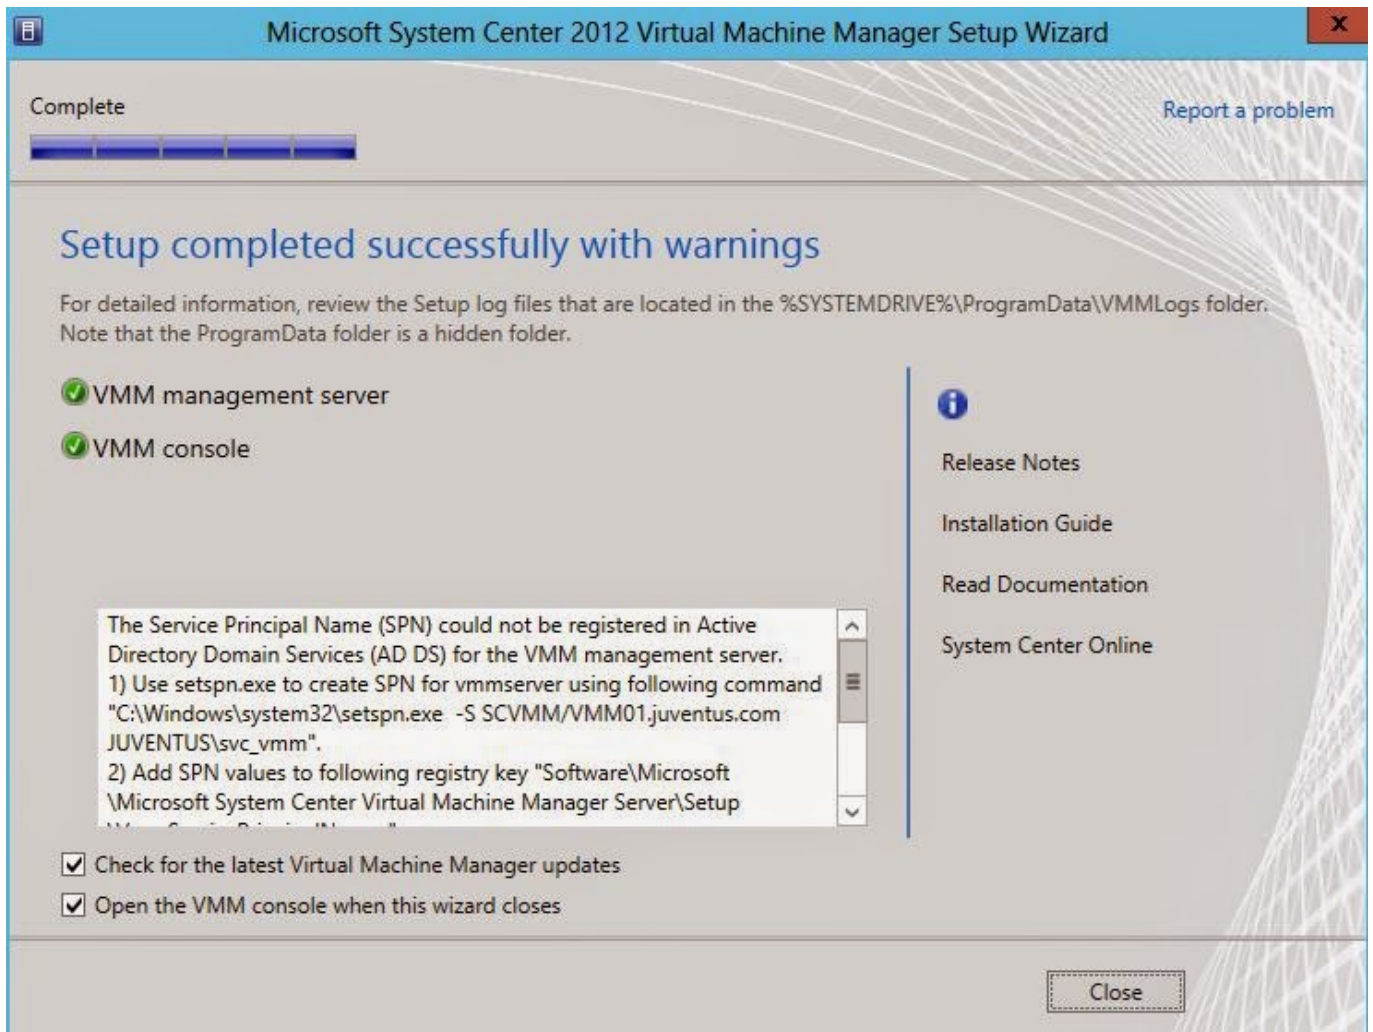 Microsoft System Center 2012 Virtual Machine Manager Setup Wizard
x
Complete
Report a problem
Setup completed successfully with warnings
For detailed information, review the Setup log files that are located in the %SYSTEMDRIVE%\ProgramData\VMMLogs folder.
Note that the ProgramData folder is a hidden folder.
VMM management server
VMM console
The Service Principal Name (SPN) could not be registered in Active
Directory Domain Services (AD DS) for the VMM management server.
1) Use setspn.exe to create SPN for vmmserver using following command
"C:\Windows\system32\setspn.exe  -S SCVMM/VMM01.juventus.com
JUVENTUS\svc_vmm".
2) Add SPN values to following registry key "Software\Microsoft
\Microsoft System Center Virtual Machine Manager Server\Setup
Release Notes
Installation Guide
Read Documentation
System Center Online
Check for the latest Virtual Machine Manager updates
Open the VMM console when this wizard closes
Close